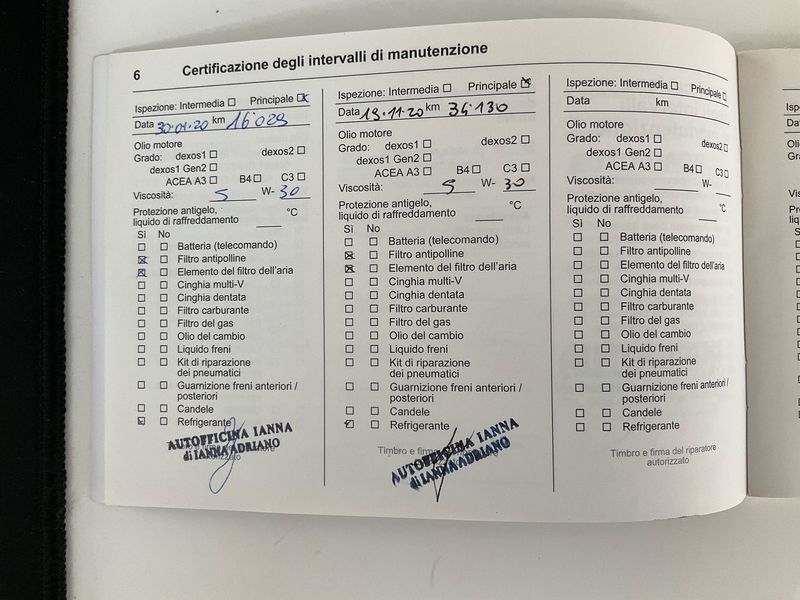 6 Certificazione degli intervalli di manutenzione
Ispezione: Intermedia Principale
Data 30-01-20 km 16029
Olio motore
Grado: dexos1 dexos2
dexos1 Gen2
ACEA A3 B4 C3
Viscosità: 5 W- 30
Protezione antigelo,
liquido di raffreddamento °C
Sì No
Batteria (telecomando)
Filtro antipolline
Elemento del filtro dell'aria
Cinghia multi-V
Cinghia dentata
Filtro carburante
Filtro del gas
Olio del cambio
Liquido freni
Kit di riparazione
dei pneumatici
Guarnizione freni anteriori /
posteriori
Candele
Refrigerante
AUTOFFICINA IANNA
di IANNA ADRIANO
Ispezione: Intermedia Principale
Data 13.11.20 km 34130
Olio motore
Grado: dexos1 dexos2
dexos1 Gen2
ACEA A3 B4 C3
Viscosità: 5 W- 30
Protezione antigelo,
liquido di raffreddamento °C
Sì No
Batteria (telecomando)
Filtro antipolline
Elemento del filtro dell'aria
Cinghia multi-V
Cinghia dentata
Filtro carburante
Filtro del gas
Olio del cambio
Liquido freni
Kit di riparazione
dei pneumatici
Guarnizione freni anteriori /
posteriori
Candele
Refrigerante
Timbro e firma
AUTOFFICINA IANNA
di IANNA ADRIANO
Ispezione: Intermedia Principale
Data km
Olio motore
Grado: dexos1 dexos2
dexos1 Gen2
ACEA A3 B4 C3
Viscosità: W-
Protezione antigelo,
liquido di raffreddamento °C
Sì No
Batteria (telecomando)
Filtro antipolline
Elemento del filtro dell'aria
Cinghia multi-V
Cinghia dentata
Filtro carburante
Filtro del gas
Olio del cambio
Liquido freni
Kit di riparazione
dei pneumatici
Guarnizione freni anteriori /
posteriori
Candele
Refrigerante
Timbro e firma del riparatore
autorizzato